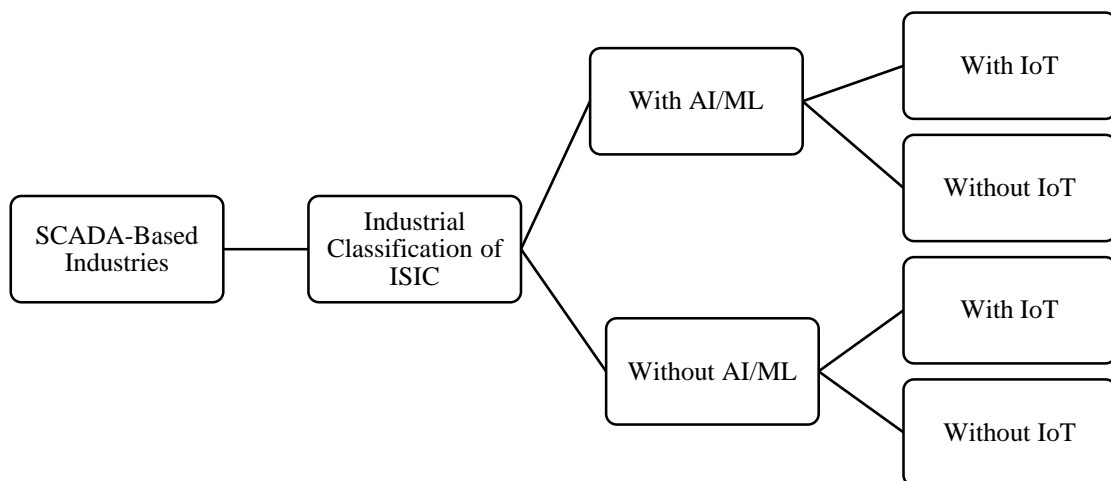 SCADA-Based
Industries
Industrial
Classification of
ISIC
With AI/ML
Without AI/ML
With IoT
Without IoT
With IoT
Without IoT